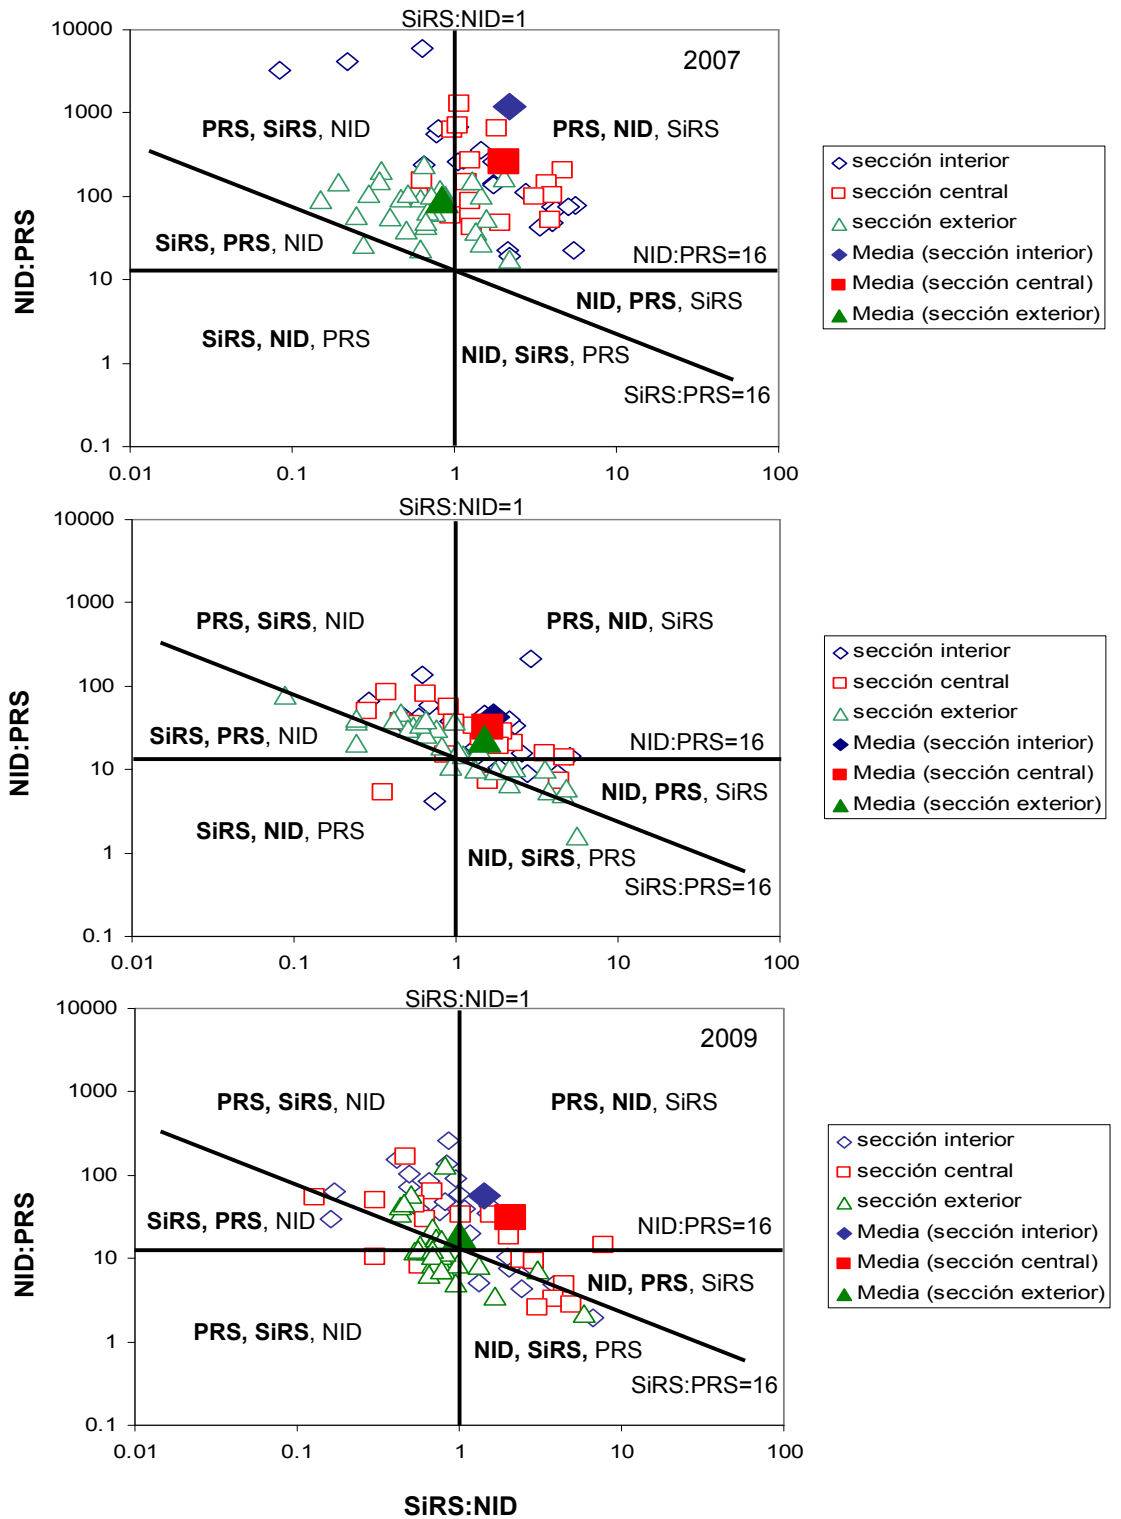 SiRS:NID=1
10000
2007
1000
PRS, SiRS, NID
PRS, NID, SiRS
100
SiRS, PRS, NID
NID:PRS=16
10
NID, PRS, SiRS
SiRS, NID, PRS
NID, SiRS, PRS
1
SiRS:PRS=16
0.1
0.01
0.1
1
10
100
NID:PRS
sección interior
sección central
sección exterior
Media (sección interior)
Media (sección central)
Media (sección exterior)
SiRS:NID=1
10000
1000
PRS, SiRS, NID
PRS, NID, SiRS
100
SiRS, PRS, NID
NID:PRS=16
10
NID, PRS, SiRS
SiRS, NID, PRS
NID, SiRS, PRS
1
SiRS:PRS=16
0.1
0.01
0.1
1
10
100
NID:PRS
sección interior
sección central
sección exterior
Media (sección interior)
Media (sección central)
Media (sección exterior)
SiRS:NID=1
10000
2009
1000
PRS, SiRS, NID
PRS, NID, SiRS
100
SiRS, PRS, NID
NID:PRS=16
10
NID, PRS, SiRS
PRS, SiRS, NID
NID, SiRS, PRS
1
SiRS:PRS=16
0.1
0.01
0.1
1
10
100
NID:PRS
SiRS:NID
sección interior
sección central
sección exterior
Media (sección interior)
Media (sección central)
Media (sección exterior)